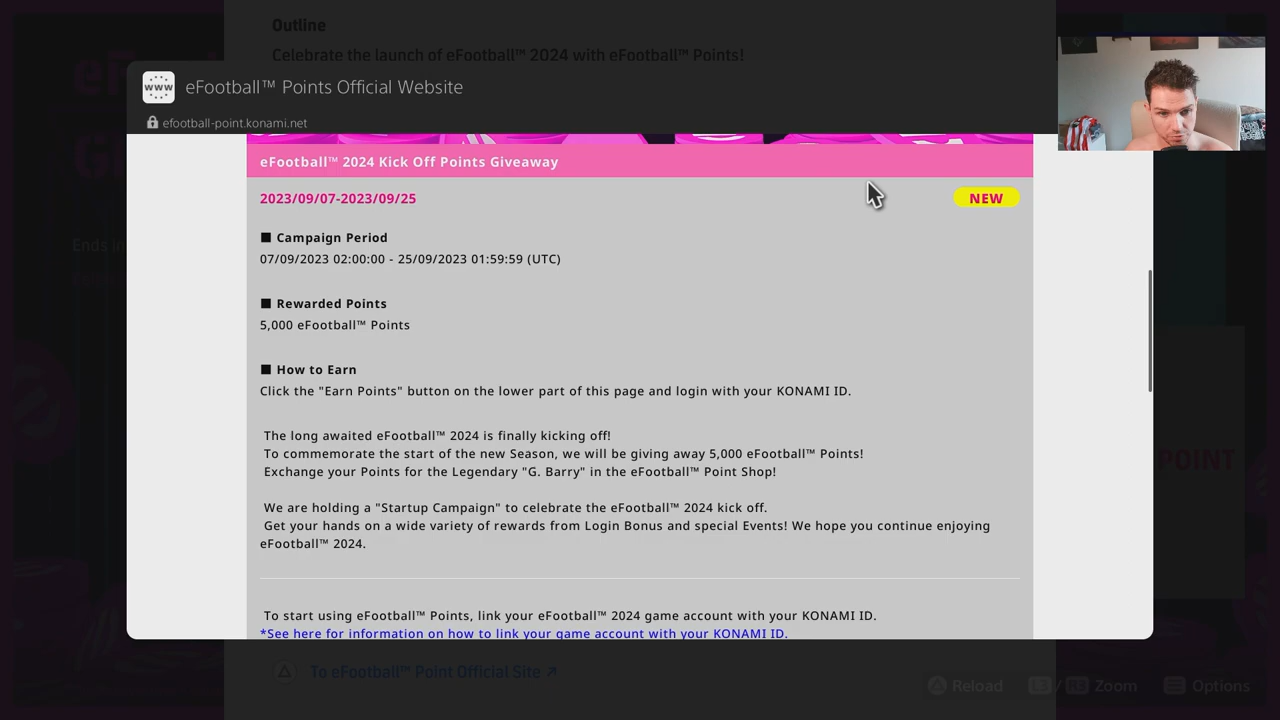 Outline
Celebrate the launch of eFootball™ 2024 with eFootball™ Points!
www
eFootball™ Points Official Website
efootball-point.konami.net
eFootball™ 2024 Kick Off Points Giveaway
2023/09/07-2023/09/25
NEW
■ Campaign Period
07/09/2023 02:00:00 - 25/09/2023 01:59:59 (UTC)
■ Rewarded Points
5,000 eFootball™ Points
■ How to Earn
Click the "Earn Points" button on the lower part of this page and login with your KONAMI ID.
The long awaited eFootball™ 2024 is finally kicking off!
To commemorate the start of the new Season, we will be giving away 5,000 eFootball™ Points!
Exchange your Points for the Legendary "G. Barry" in the eFootball™ Point Shop!
We are holding a "Startup Campaign" to celebrate the eFootball™ 2024 kick off.
Get your hands on a wide variety of rewards from Login Bonus and special Events! We hope you continue enjoying
eFootball™ 2024.
To start using eFootball™ Points, link your eFootball™ 2024 game account with your KONAMI ID.
*See here for information on how to link your game account with your KONAMI ID.
Ends in
POINT
To eFootball™ Point Official Site ↗
Reload
L3 / R3 Zoom
Options